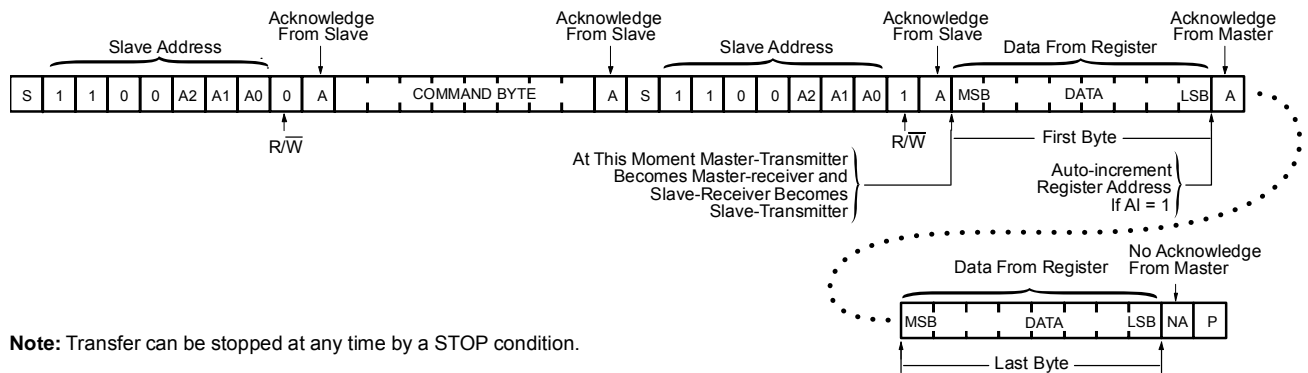 Acknowledge
From Slave
Acknowledge
From Slave
Acknowledge
From Slave
Acknowledge
From Master
Slave Address
Slave Address
Data From Register
S 1 1 0 0 A2 A1 A0 0 A COMMAND BYTE A S 1 1 0 0 A2 A1 A0 1 A MSB DATA LSB A
R/W̅
R/W̅
First Byte
At This Moment Master-Transmitter
Becomes Master-receiver and
Slave-Receiver Becomes
Slave-Transmitter
Auto-increment
Register Address
If AI = 1
Data From Register
No Acknowledge
From Master
MSB DATA LSB NA P
Last Byte
Note: Transfer can be stopped at any time by a STOP condition.